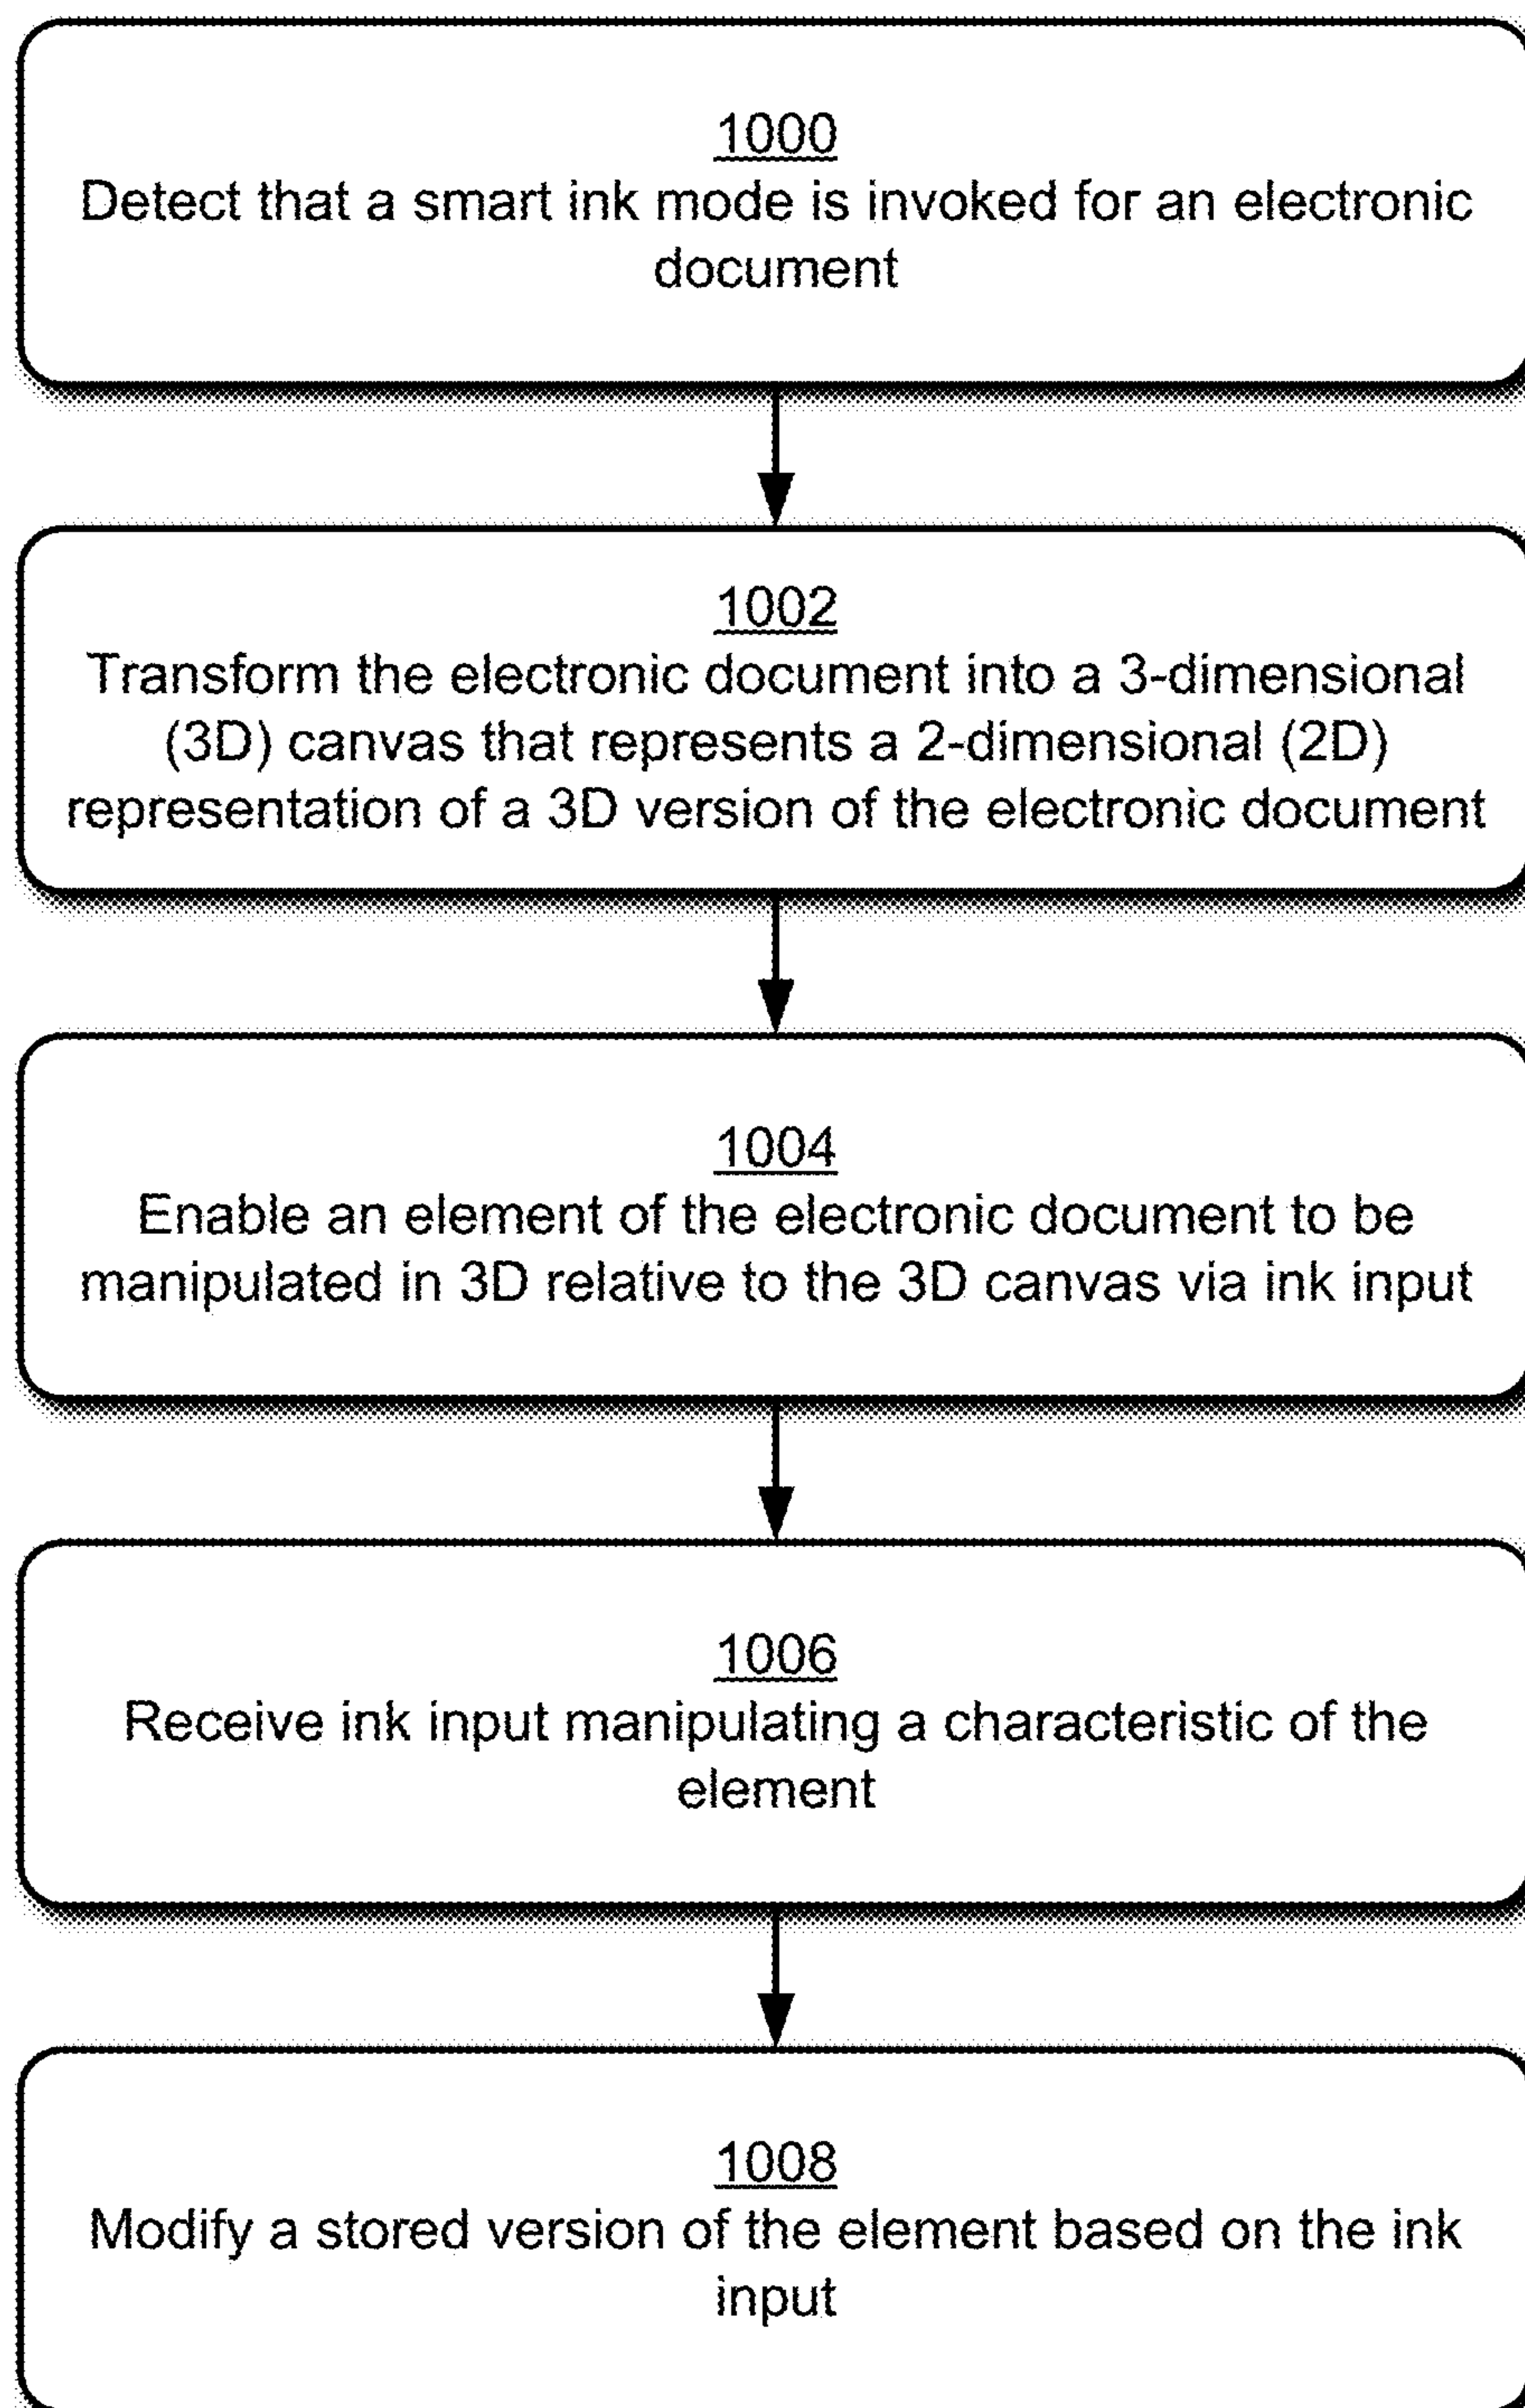 1000
Detect that a smart ink mode is invoked for an electronic
document
1002
Transform the electronic document into a 3-dimensional
(3D) canvas that represents a 2-dimensional (2D)
representation of a 3D version of the electronic document
1004
Enable an element of the electronic document to be
manipulated in 3D relative to the 3D canvas via ink input
1006
Receive ink input manipulating a characteristic of the
element
1008
Modify a stored version of the element based on the ink
input